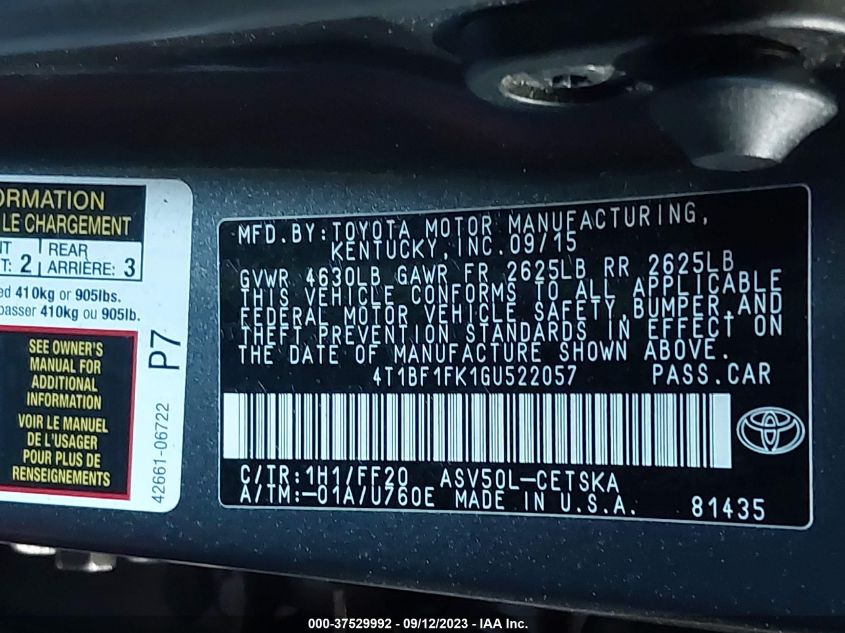 ORMATION
LE CHARGEMENT
NT
T: 2
REAR
ARRIÈRE: 3
ed 410kg or 905lbs.
passer 410kg ou 905lb.
SEE OWNER'S
MANUAL FOR
ADDITIONAL
INFORMATION
VOIR LE MANUEL
DE L'USAGER
POUR PLUS DE
RENSEIGNEMENTS
P7
42661-06722
MFD.BY:TOYOTA MOTOR MANUFACTURING,
KENTUCKY,INC.09/15
GVWR 4630LB GAWR FR 2625LB RR 2625LB
THIS VEHICLE CONFORMS TO ALL APPLICABLE
FEDERAL MOTOR VEHICLE SAFETY,BUMPER,AND
THEFT PREVENTION STANDARDS IN EFFECT ON
THE DATE OF MANUFACTURE SHOWN ABOVE.
4T1BF1FK1GU522057 PASS.CAR
C/TR:1H1/FF20 ASV50L-CETSKA
A/TM:-01A/U760E MADE IN U.S.A. 81435
000-37529992 - 09/12/2023 - IAA Inc.